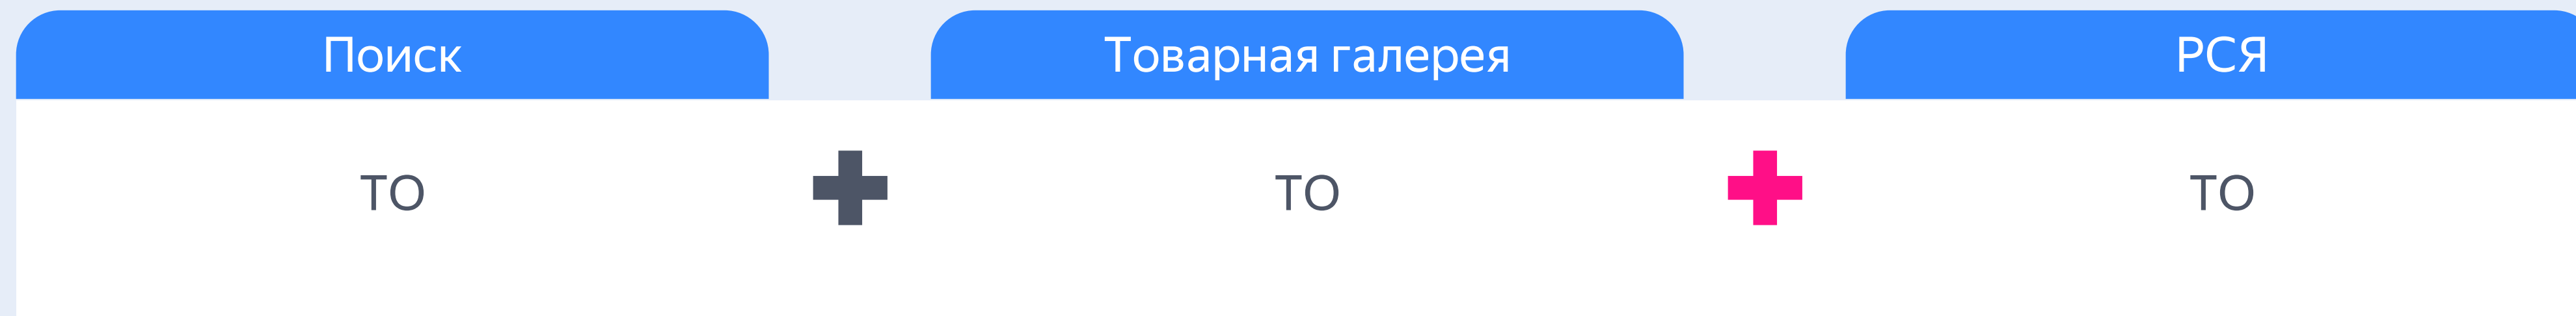 Поиск Товарная галерея РСЯ
ТО ТО ТО